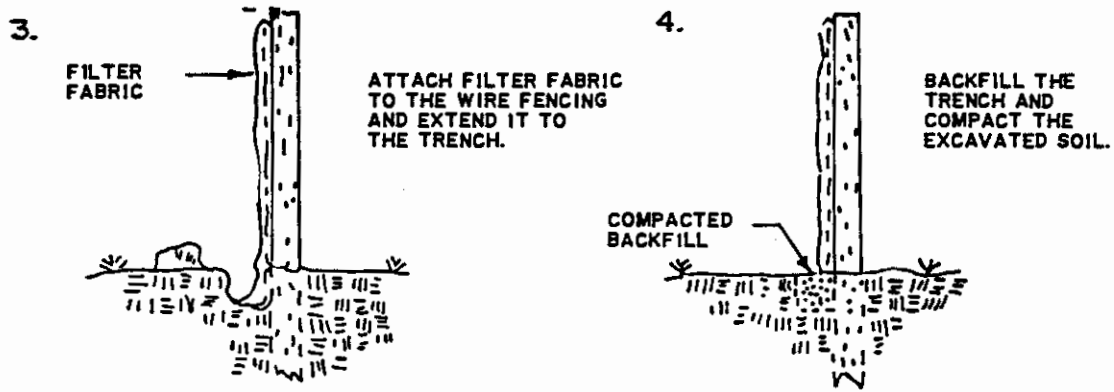 3.
FILTER
FABRIC
ATTACH FILTER FABRIC
TO THE WIRE FENCING
AND EXTEND IT TO
THE TRENCH.
4.
BACKFILL THE
TRENCH AND
COMPACT THE
EXCAVATED SOIL.
COMPACTED
BACKFILL